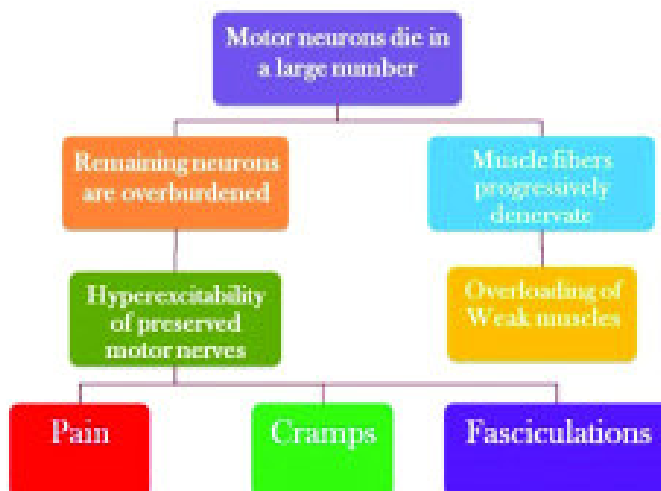 Motor neurons die in
a large number
Remaining neurons
are overburdened
Muscle fibers
progressively
denervate
Hyperexcitability
of preserved
motor nerves
Overloading of
Weak muscles
Pain
Cramps
Fasciculations